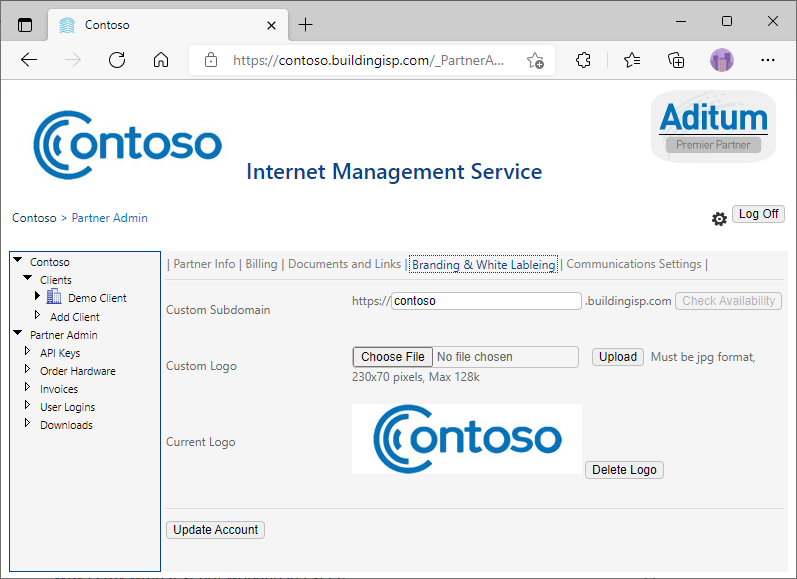 Contoso
https://contoso.buildingisp.com/_PartnerA...
Contoso
Aditum
Premier Partner
Internet Management Service
Contoso > Partner Admin
Log Off
Contoso
Clients
Demo Client
Add Client
Partner Admin
API Keys
Order Hardware
Invoices
User Logins
Downloads
| Partner Info | Billing | Documents and Links | Branding & White Lableing | Communications Settings |
Custom Subdomain https:// contoso .buildingisp.com Check Availability
Custom Logo Choose File No file chosen Upload Must be jpg format,
230x70 pixels, Max 128k
Current Logo Contoso
Delete Logo
Update Account